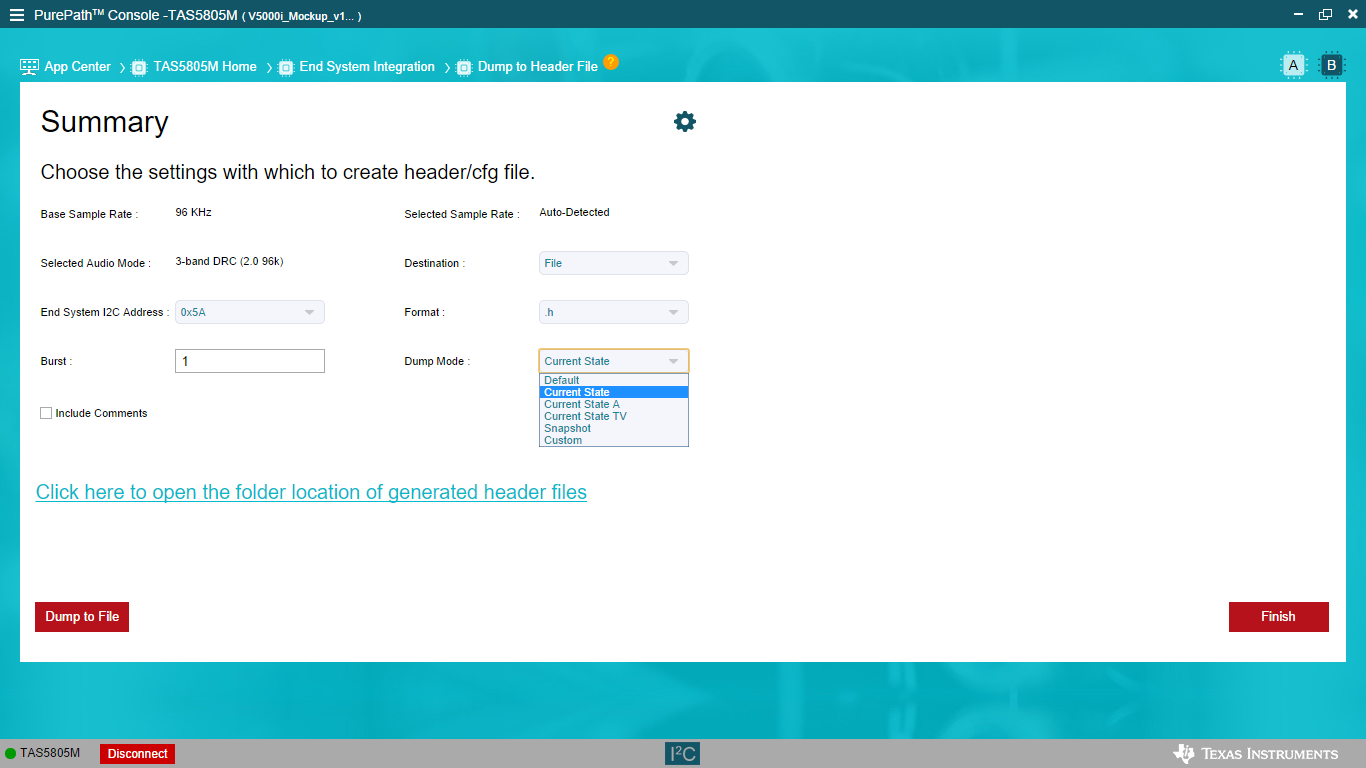 PurePath™ Console -TAS5805M ( V5000i_Mockup_v1... )
App Center TAS5805M Home End System Integration Dump to Header File ?
A B
Summary
Choose the settings with which to create header/cfg file.
Base Sample Rate : 96 KHz Selected Sample Rate : Auto-Detected
Selected Audio Mode : 3-band DRC (2.0 96k) Destination : File
End System I2C Address : 0x5A Format : .h
Burst : 1 Dump Mode : Current State
Default
Current State
Current State A
Current State TV
Snapshot
Custom
Include Comments
Click here to open the folder location of generated header files
Dump to File Finish
TAS5805M Disconnect I²C TEXAS INSTRUMENTS